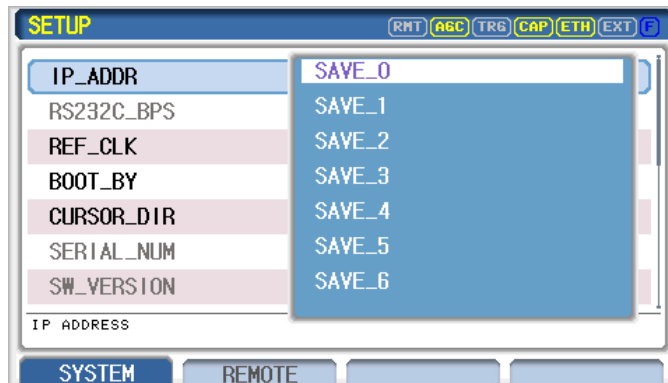 SETUP RMT AGC TRG CAP ETH EXT F
IP_ADDR
RS232C_BPS
REF_CLK
BOOT_BY
CURSOR_DIR
SERIAL_NUM
SW_VERSION
SAVE_0
SAVE_1
SAVE_2
SAVE_3
SAVE_4
SAVE_5
SAVE_6
IP ADDRESS
SYSTEM REMOTE